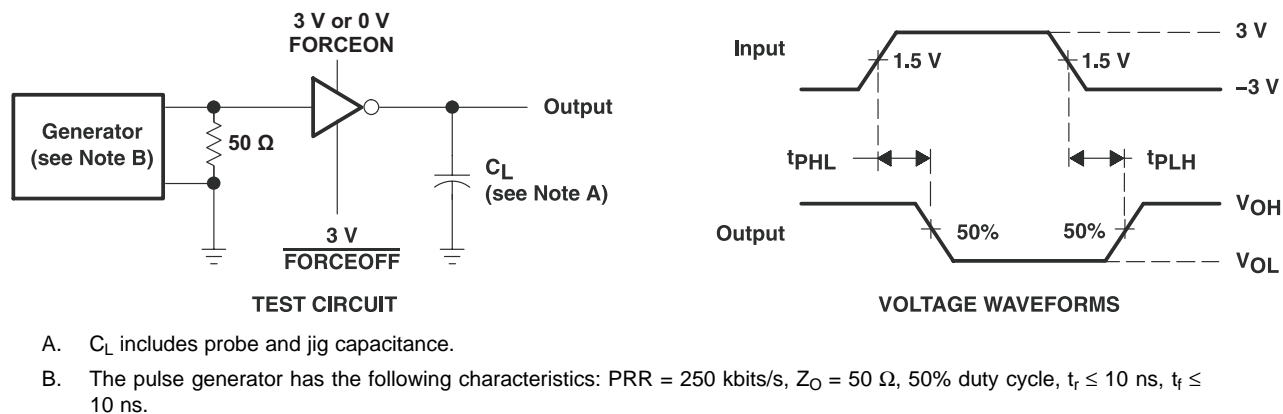 3 V or 0 V
FORCEON
Generator
(see Note B)
50 Ω
Output
CL
(see Note A)
3 V
FORCEOFF
TEST CIRCUIT
Input
3 V
1.5 V
1.5 V
–3 V
tPHL
tPLH
Output
VOH
50%
50%
VOL
VOLTAGE WAVEFORMS
A. CL includes probe and jig capacitance.
B. The pulse generator has the following characteristics: PRR = 250 kbits/s, ZO = 50 Ω, 50% duty cycle, tr ≤ 10 ns, tf ≤
10 ns.